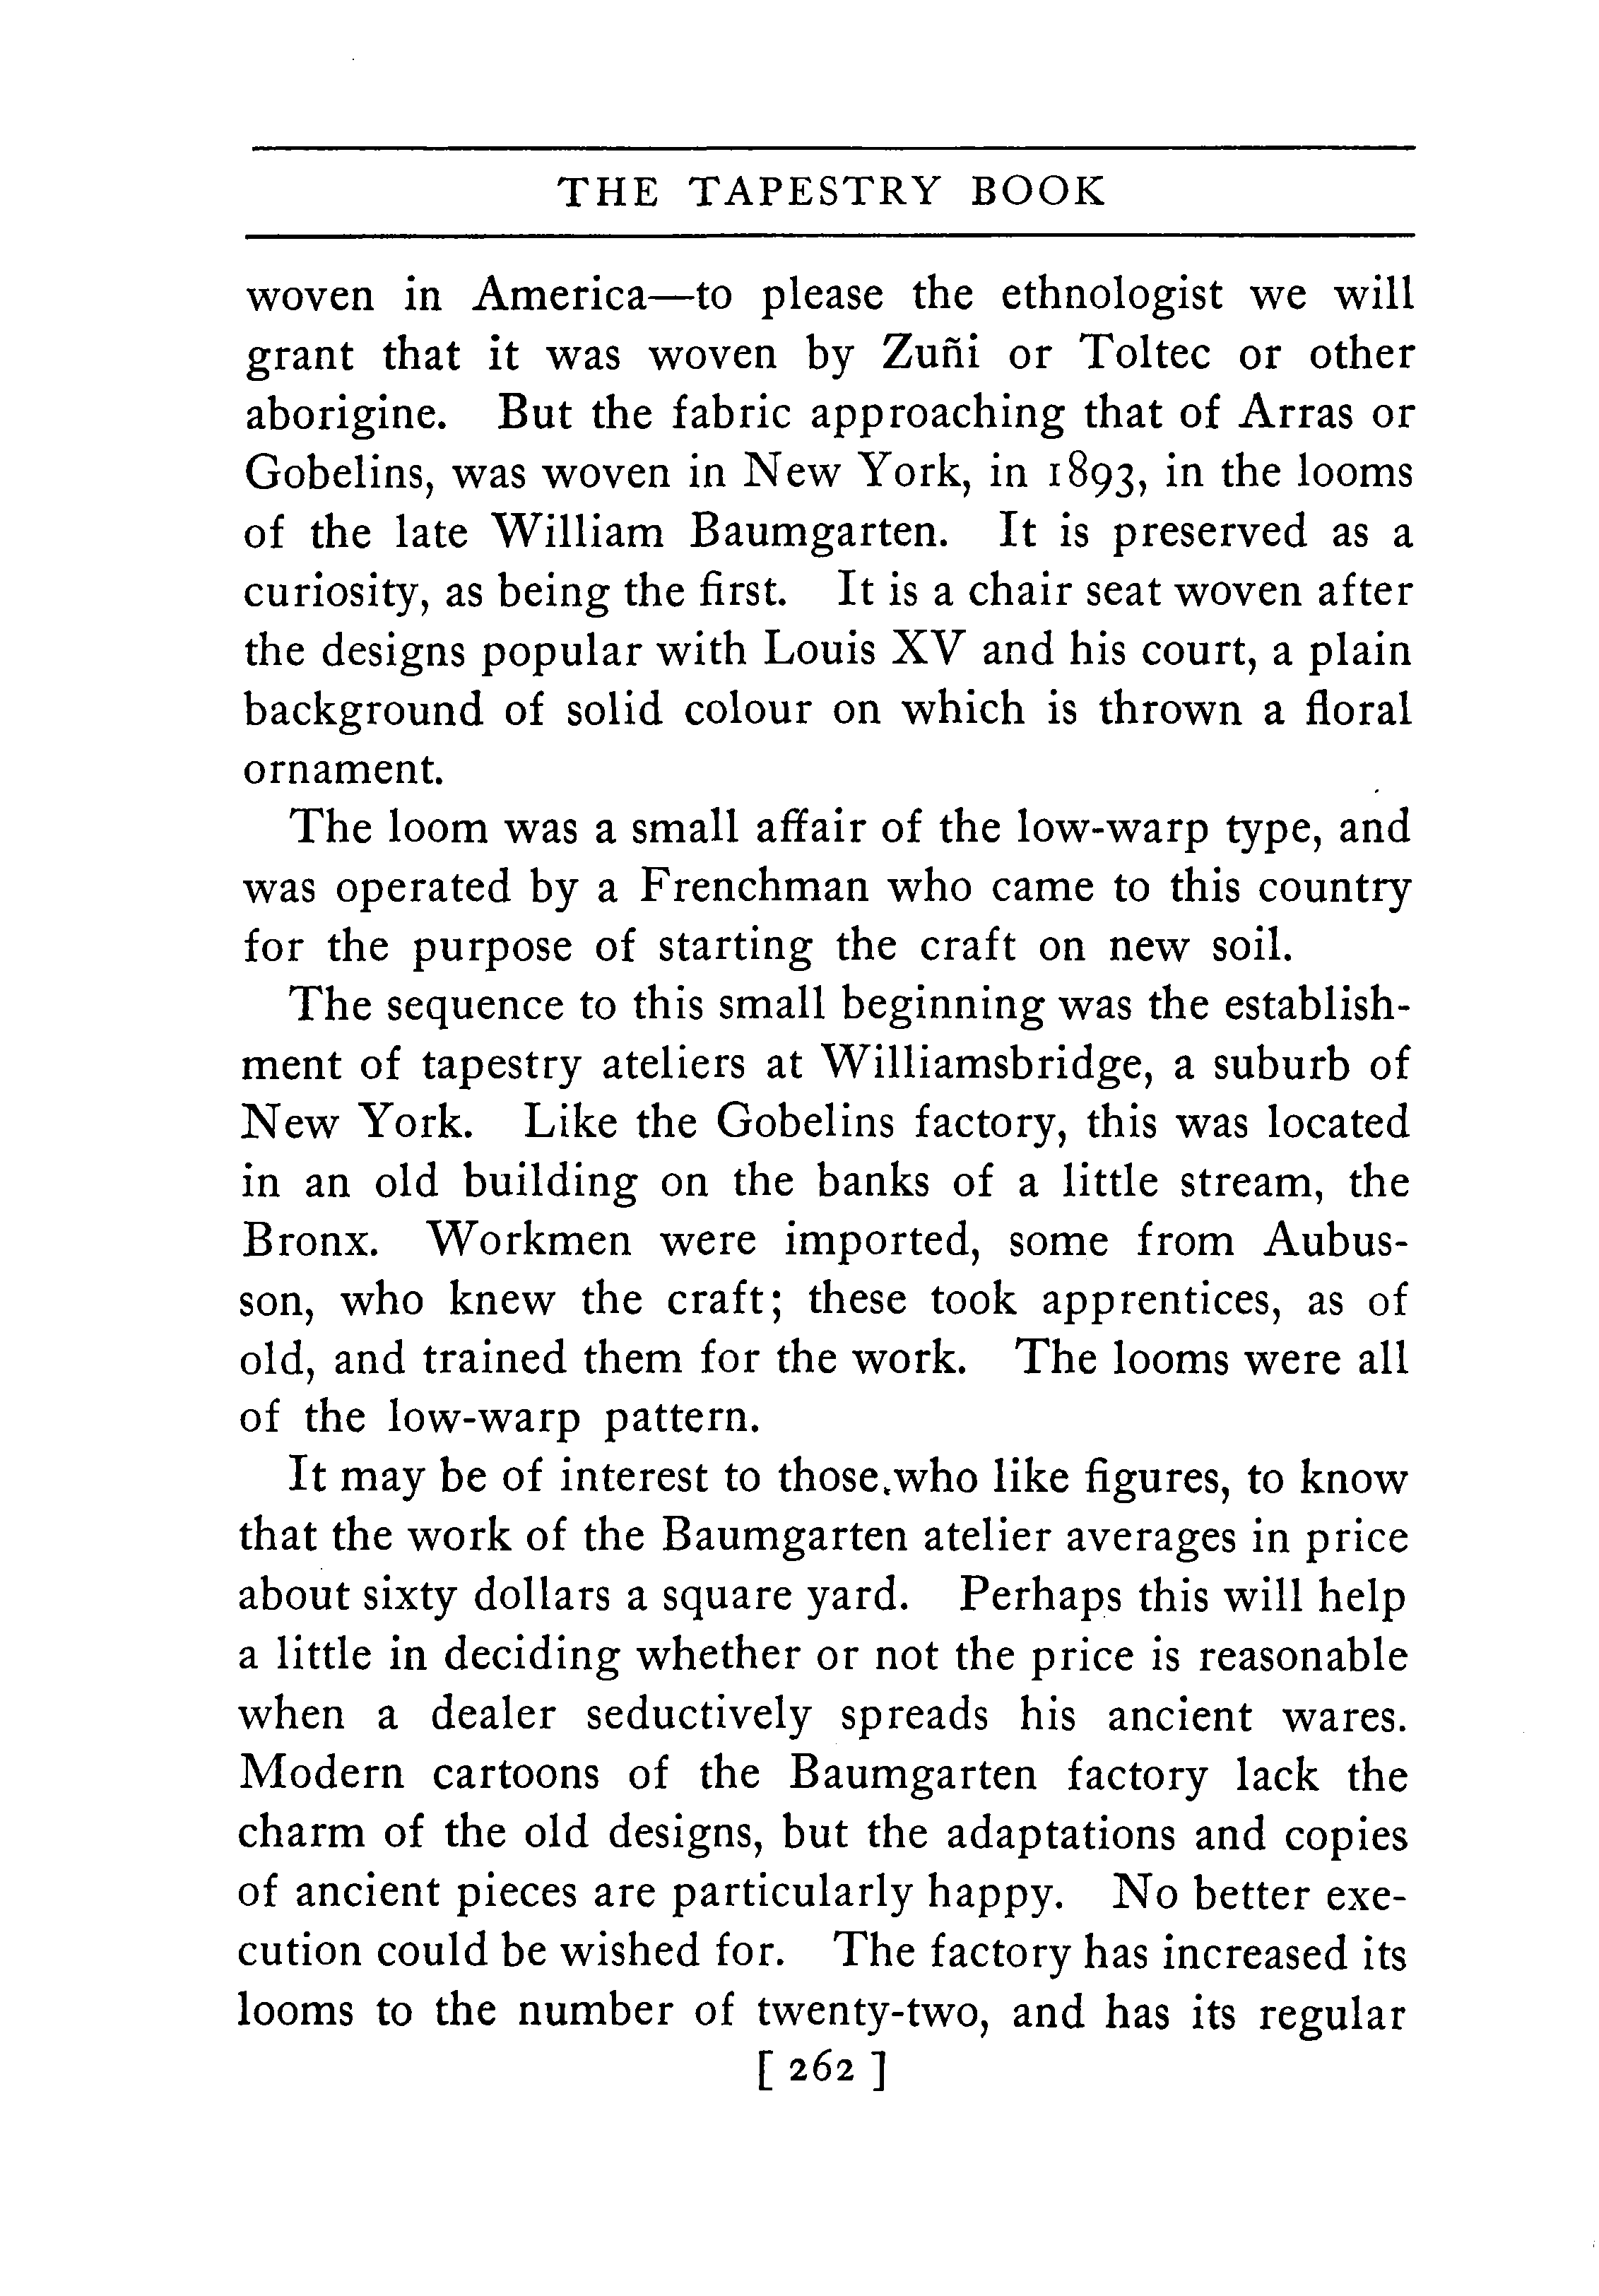 THE TAPESTRY BOOK
woven in America—to please the ethnologist we will
grant that it was woven by Zuñi or Toltec or other
aborigine. But the fabric approaching that of Arras or
Gobelins, was woven in New York, in 1893, in the looms
of the late William Baumgarten. It is preserved as a
curiosity, as being the first. It is a chair seat woven after
the designs popular with Louis XV and his court, a plain
background of solid colour on which is thrown a floral
ornament.
The loom was a small affair of the low-warp type, and
was operated by a Frenchman who came to this country
for the purpose of starting the craft on new soil.
The sequence to this small beginning was the establish-
ment of tapestry ateliers at Williamsbridge, a suburb of
New York. Like the Gobelins factory, this was located
in an old building on the banks of a little stream, the
Bronx. Workmen were imported, some from Aubus-
son, who knew the craft; these took apprentices, as of
old, and trained them for the work. The looms were all
of the low-warp pattern.
It may be of interest to those who like figures, to know
that the work of the Baumgarten atelier averages in price
about sixty dollars a square yard. Perhaps this will help
a little in deciding whether or not the price is reasonable
when a dealer seductively spreads his ancient wares.
Modern cartoons of the Baumgarten factory lack the
charm of the old designs, but the adaptations and copies
of ancient pieces are particularly happy. No better exe-
cution could be wished for. The factory has increased its
looms to the number of twenty-two, and has its regular
[ 262 ]